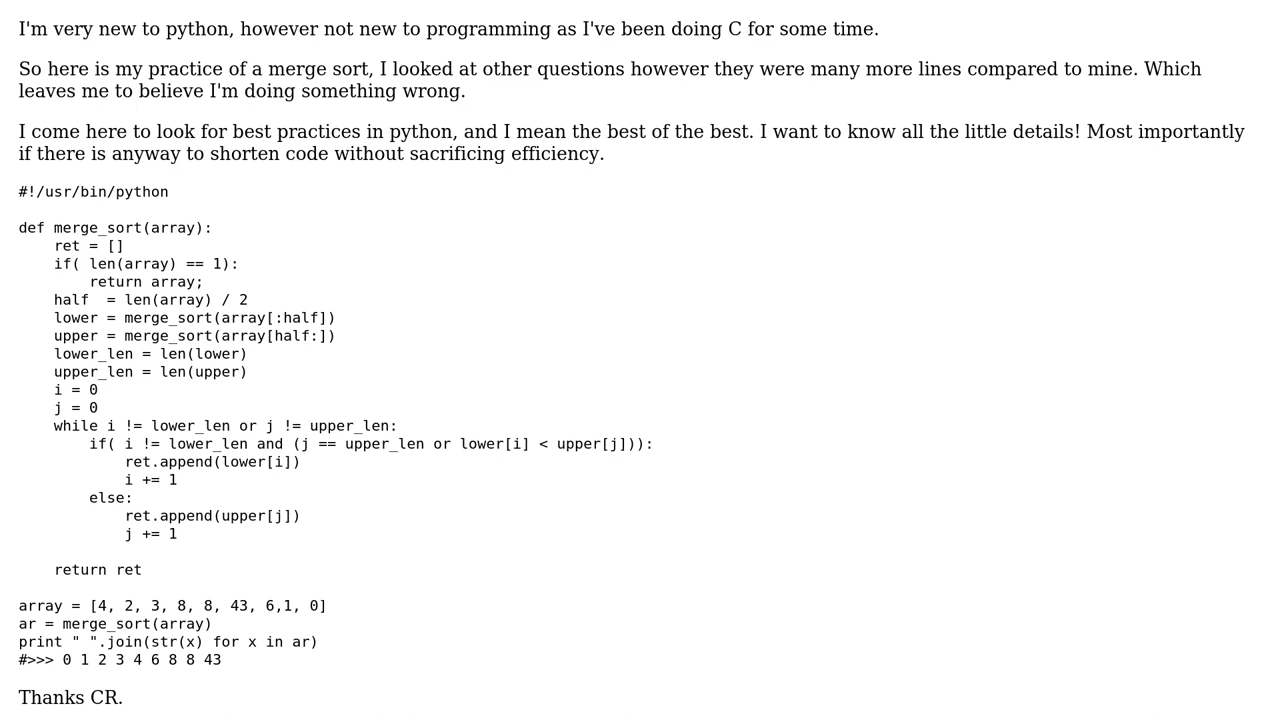 I'm very new to python, however not new to programming as I've been doing C for some time.
So here is my practice of a merge sort, I looked at other questions however they were many more lines compared to mine. Which
leaves me to believe I'm doing something wrong.
I come here to look for best practices in python, and I mean the best of the best. I want to know all the little details! Most importantly
if there is anyway to shorten code without sacrificing efficiency.
#!/usr/bin/python
def merge_sort(array):
    ret = []
    if( len(array) == 1):
        return array;
    half  = len(array) / 2
    lower = merge_sort(array[:half])
    upper = merge_sort(array[half:])
    lower_len = len(lower)
    upper_len = len(upper)
    i = 0
    j = 0
    while i != lower_len or j != upper_len:
        if( i != lower_len and (j == upper_len or lower[i] < upper[j])):
            ret.append(lower[i])
            i += 1
        else:
            ret.append(upper[j])
            j += 1
    return ret
array = [4, 2, 3, 8, 8, 43, 6,1, 0]
ar = merge_sort(array)
print " ".join(str(x) for x in ar)
#>>> 0 1 2 3 4 6 8 8 43
Thanks CR.